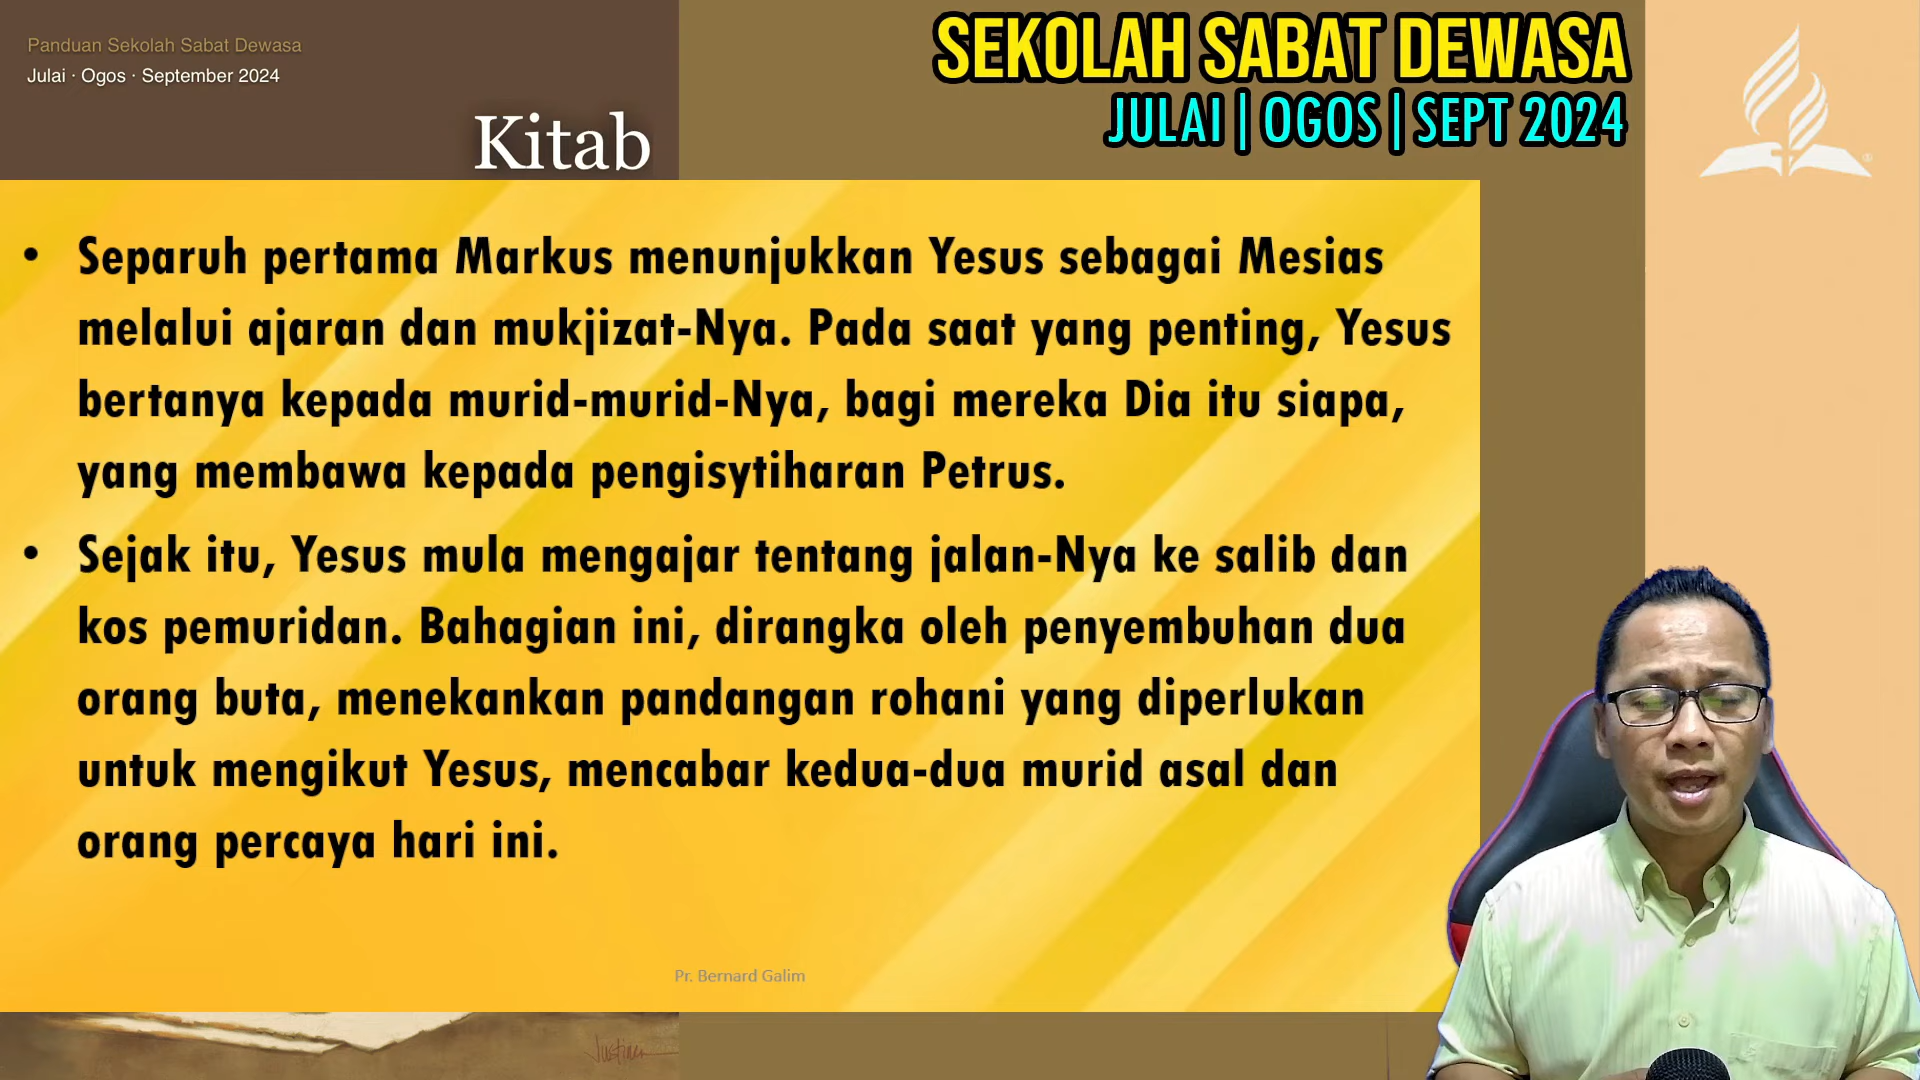 Panduan Sekolah Sabat Dewasa
Julai · Ogos · September 2024
Kitab
SEKOLAH SABAT DEWASA
JULAI | OGOS | SEPT 2024
• Separuh pertama Markus menunjukkan Yesus sebagai Mesias
melalui ajaran dan mukjizat-Nya. Pada saat yang penting, Yesus
bertanya kepada murid-murid-Nya, bagi mereka Dia itu siapa,
yang membawa kepada pengisytiharan Petrus.
• Sejak itu, Yesus mula mengajar tentang jalan-Nya ke salib dan
kos pemuridan. Bahagian ini, dirangka oleh penyembuhan dua
orang buta, menekankan pandangan rohani yang diperlukan
untuk mengikut Yesus, mencabar kedua-dua murid asal dan
orang percaya hari ini.
Pr. Bernard Galim